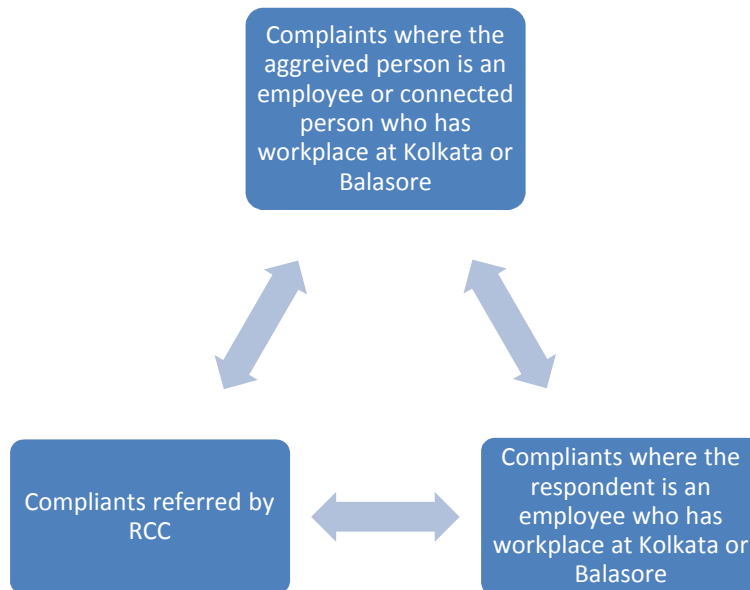 Complaints where the
aggreived person is an
employee or connected
person who has
workplace at Kolkata or
Balasore
Compliants referred by
RCC
Compliants where the
respondent is an
employee who has
workplace at Kolkata or
Balasore